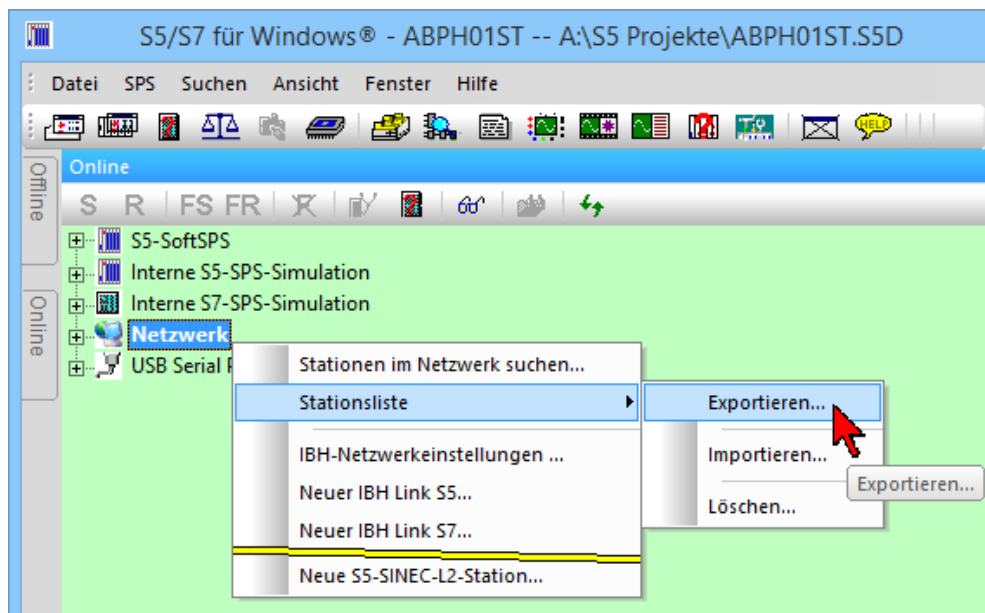 S5/S7 für Windows® - ABPH01ST -- A:\S5 Projekte\ABPH01ST.S5D
Datei SPS Suchen Ansicht Fenster Hilfe
HELP
Offline
Online
Online
S R FS FR
S5-SoftSPS
Interne S5-SPS-Simulation
Interne S7-SPS-Simulation
Netzwerk
USB Serial
Stationen im Netzwerk suchen...
Stationsliste
IBH-Netzwerkeinstellungen ...
Neuer IBH Link S5...
Neuer IBH Link S7...
Neue S5-SINEC-L2-Station...
Exportieren...
Importieren...
Löschen...
Exportieren...